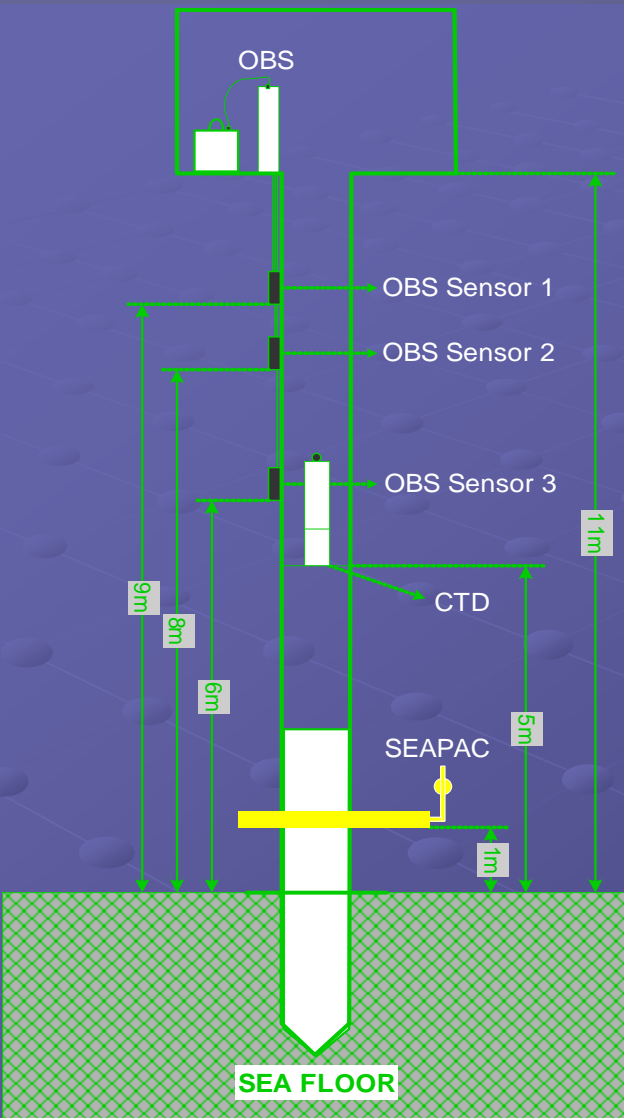 OBS
OBS Sensor 1
OBS Sensor 2
OBS Sensor 3
11m
CTD
9m
8m
6m
5m
SEAPAC
1m
SEA FLOOR